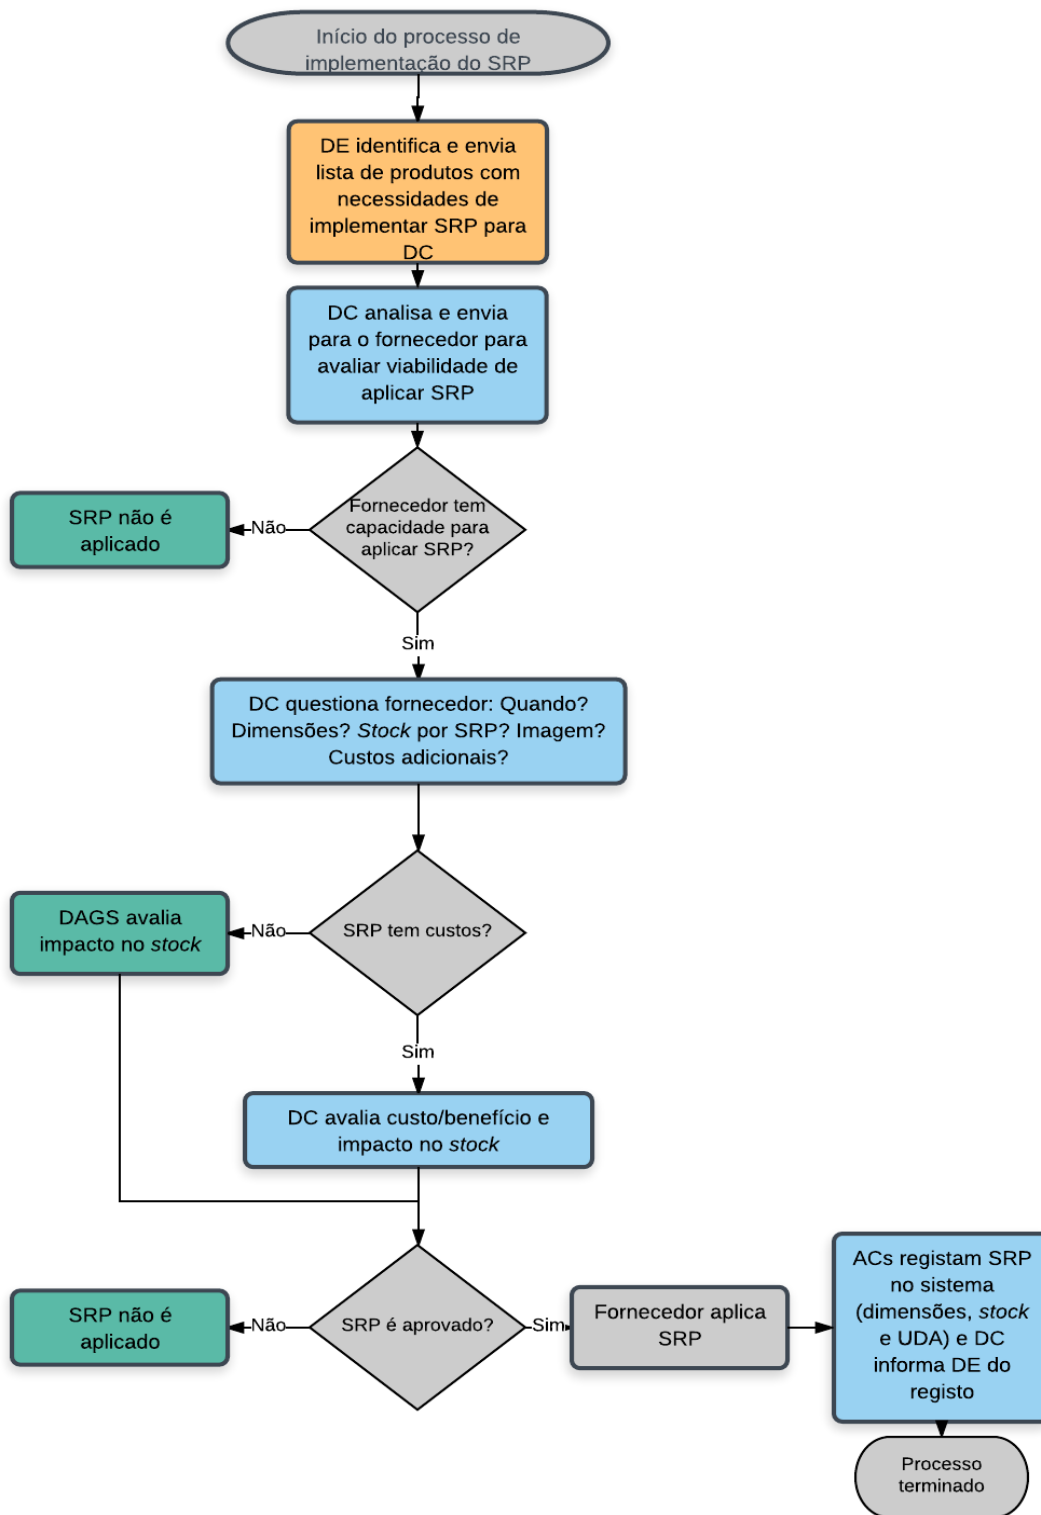 Início do processo de
implementação do SRP
DE identifica e envia
lista de produtos com
necessidades de
implementar SRP para
DC
DC analisa e envia
para o fornecedor para
avaliar viabilidade de
aplicar SRP
Fornecedor tem
capacidade para
aplicar SRP?
Não
SRP não é
aplicado
Sim
DC questiona fornecedor: Quando?
Dimensões? Stock por SRP? Imagem?
Custos adicionais?
SRP tem custos?
Não
DAGS avalia
impacto no stock
Sim
DC avalia custo/benefício e
impacto no stock
SRP é aprovado?
Não
SRP não é
aplicado
Sim
Fornecedor aplica
SRP
ACs registam SRP
no sistema
(dimensões, stock
e UDA) e DC
informa DE do
registo
Processo
terminado